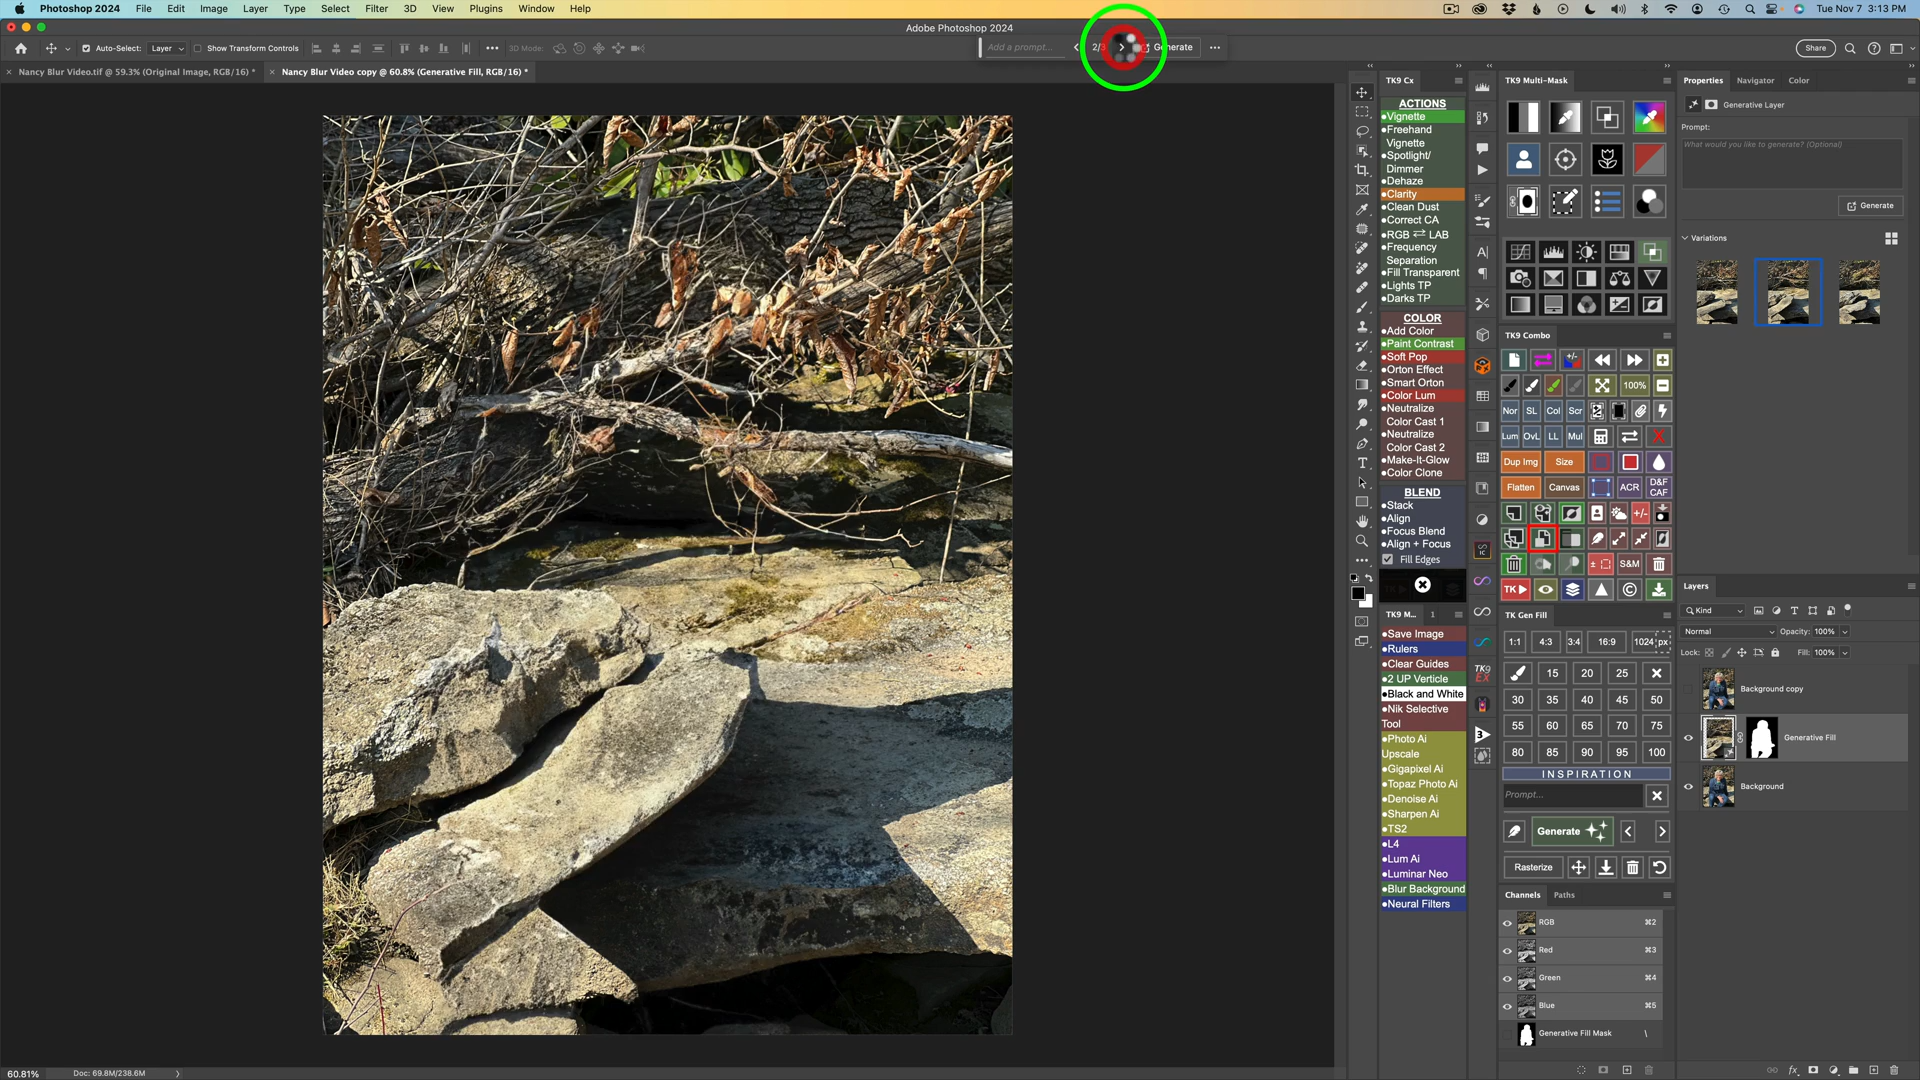 Photoshop 2024 File Edit Image Layer Type Select Filter 3D View Plugins Window Help
Tue Nov 7 3:13 PM
Adobe Photoshop 2024
Auto-Select: Layer Show Transform Controls
3D Mode:
Add a prompt...
2/3
Generate
Share
Nancy Blur Video.tif @ 59.3% (Original Image, RGB/16) *
Nancy Blur Video copy @ 60.8% (Generative Fill, RGB/16) *
TK9 Cx
ACTIONS
Vignette
Freehand
Vignette
Spotlight/
Dimmer
Dehaze
Clarity
Clean Dust
Correct CA
RGB ⇄ LAB
Frequency
Separation
Fill Transparent
Lights TP
Darks TP
COLOR
Add Color
Paint Contrast
Soft Pop
Orton Effect
Smart Orton
Color Lum
Neutralize
Color Cast 1
Neutralize
Color Cast 2
Make-It-Glow
Color Clone
BLEND
Stack
Align
Focus Blend
Align + Focus
Fill Edges
TK9 M... 1
Save Image
Rulers
Clear Guides
2 UP Verticle
Black and White
Nik Selective
Tool
Photo Ai
Upscale
Gigapixel Ai
Topaz Photo Ai
Denoise Ai
Sharpen Ai
TS2
L4
Lum Ai
Luminar Neo
Blur Background
Neural Filters
TK9
EX
TK9 Multi-Mask
TK9 Combo
100%
Nor SL Col Scr
Lum OvL LL Mul
Dup Img Size
Flatten Canvas ACR D&F
CAF
+/-
S&M
TK
TK Gen Fill
1:1 4:3 3:4 16:9 1024 px
15 20 25
30 35 40 45 50
55 60 65 70 75
80 85 90 95 100
INSPIRATION
Prompt...
Generate
Rasterize
Channels Paths
RGB ⌘2
Red ⌘3
Green ⌘4
Blue ⌘5
Generative Fill Mask \
Properties Navigator Color
Generative Layer
Prompt:
What would you like to generate? (Optional)
Generate
Variations
Layers
Kind
Normal Opacity: 100%
Lock: Fill: 100%
Background copy
Generative Fill
Background
60.81% Doc: 69.8M/238.6M